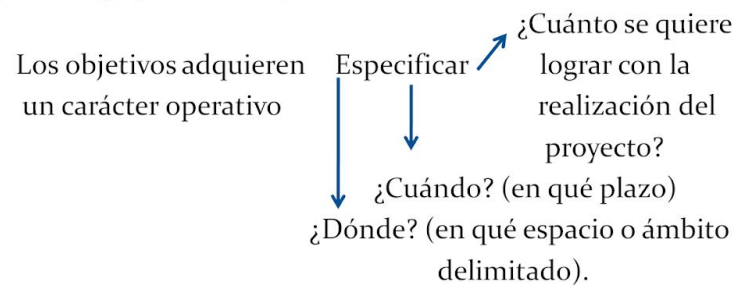 ¿Cuánto se quiere
Los objetivos adquieren Especificar lograr con la
un carácter operativo realización del
proyecto?
¿Cuándo? (en qué plazo)
¿Dónde? (en qué espacio o ámbito
delimitado).